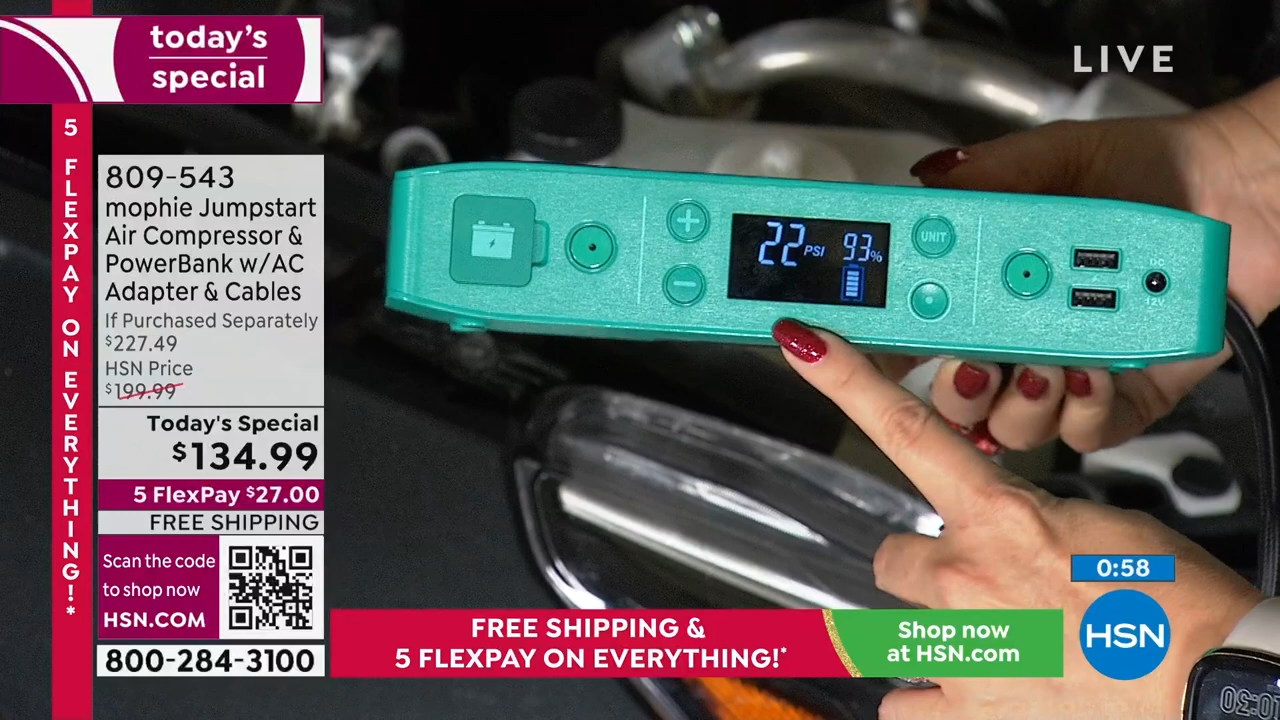 today's
special
LIVE
5 FLEXPAY ON EVERYTHING!*
809-543
mophie Jumpstart
Air Compressor &
PowerBank w/AC
Adapter & Cables
If Purchased Separately
$227.49
HSN Price
$199.99
Today's Special
$134.99
5 FlexPay $27.00
FREE SHIPPING
Scan the code
to shop now
HSN.COM
800-284-3100
22 PSI 93%
UNIT
DC
12V
0:58
FREE SHIPPING &
5 FLEXPAY ON EVERYTHING!*
Shop now
at HSN.com
HSN